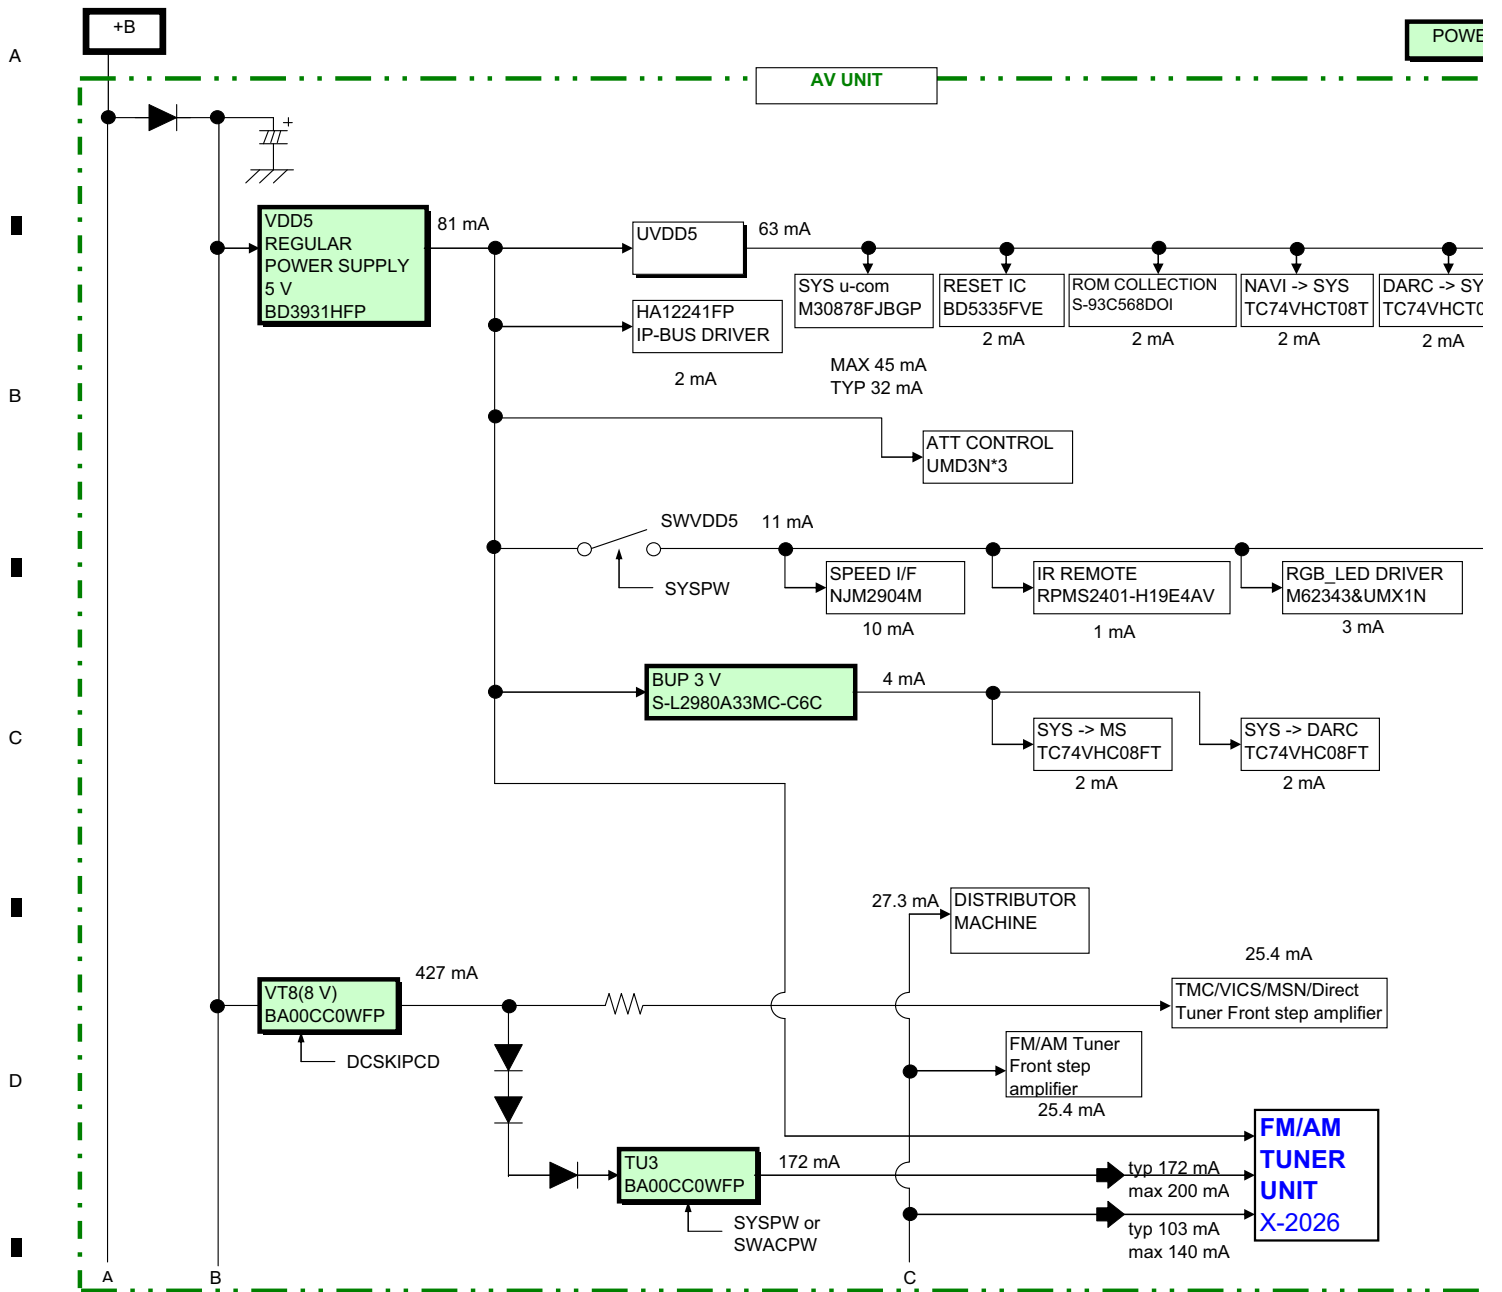 +B
POWE
A
AV UNIT
+
VDD5
REGULAR
POWER SUPPLY
5 V
BD3931HFP
81 mA
UVDD5
63 mA
SYS u-com
M30878FJBGP
RESET IC
BD5335FVE
ROM COLLECTION
S-93C568DOI
NAVI -> SYS
TC74VHCT08T
DARC -> SY
TC74VHCT0
HA12241FP
IP-BUS DRIVER
2 mA
2 mA
2 mA
2 mA
2 mA
MAX 45 mA
TYP 32 mA
B
ATT CONTROL
UMD3N*3
SWVDD5
11 mA
SYSPW
SPEED I/F
NJM2904M
10 mA
IR REMOTE
RPMS2401-H19E4AV
1 mA
RGB_LED DRIVER
M62343&UMX1N
3 mA
BUP 3 V
S-L2980A33MC-C6C
4 mA
C
SYS -> MS
TC74VHC08FT
2 mA
SYS -> DARC
TC74VHC08FT
2 mA
27.3 mA
DISTRIBUTOR
MACHINE
25.4 mA
TMC/VICS/MSN/Direct
Tuner Front step amplifier
VT8(8 V)
BA00CC0WFP
427 mA
DCSKIPCD
FM/AM Tuner
Front step
amplifier
25.4 mA
D
TU3
BA00CC0WFP
172 mA
SYSPW or
SWACPW
typ 172 mA
max 200 mA
typ 103 mA
max 140 mA
FM/AM
TUNER
UNIT
X-2026
A
B
C